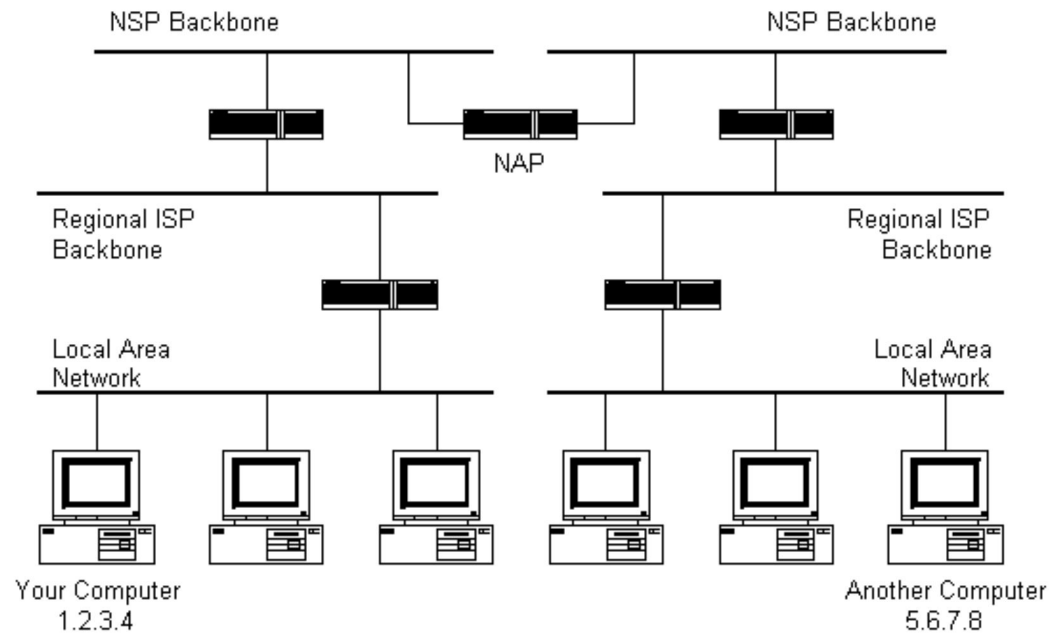 NSP Backbone
NSP Backbone
NAP
Regional ISP
Backbone
Regional ISP
Backbone
Local Area
Network
Local Area
Network
Your Computer
1.2.3.4
Another Computer
5.6.7.8